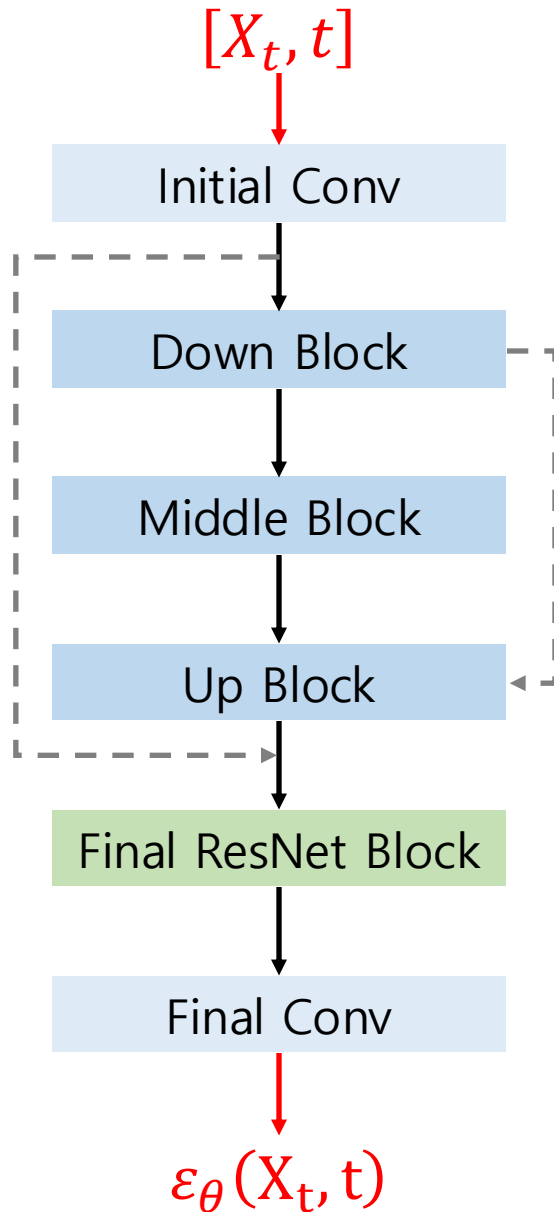 [X_t, t]
Initial Conv
Down Block
Middle Block
Up Block
Final ResNet Block
Final Conv
ε_θ(X_t, t)